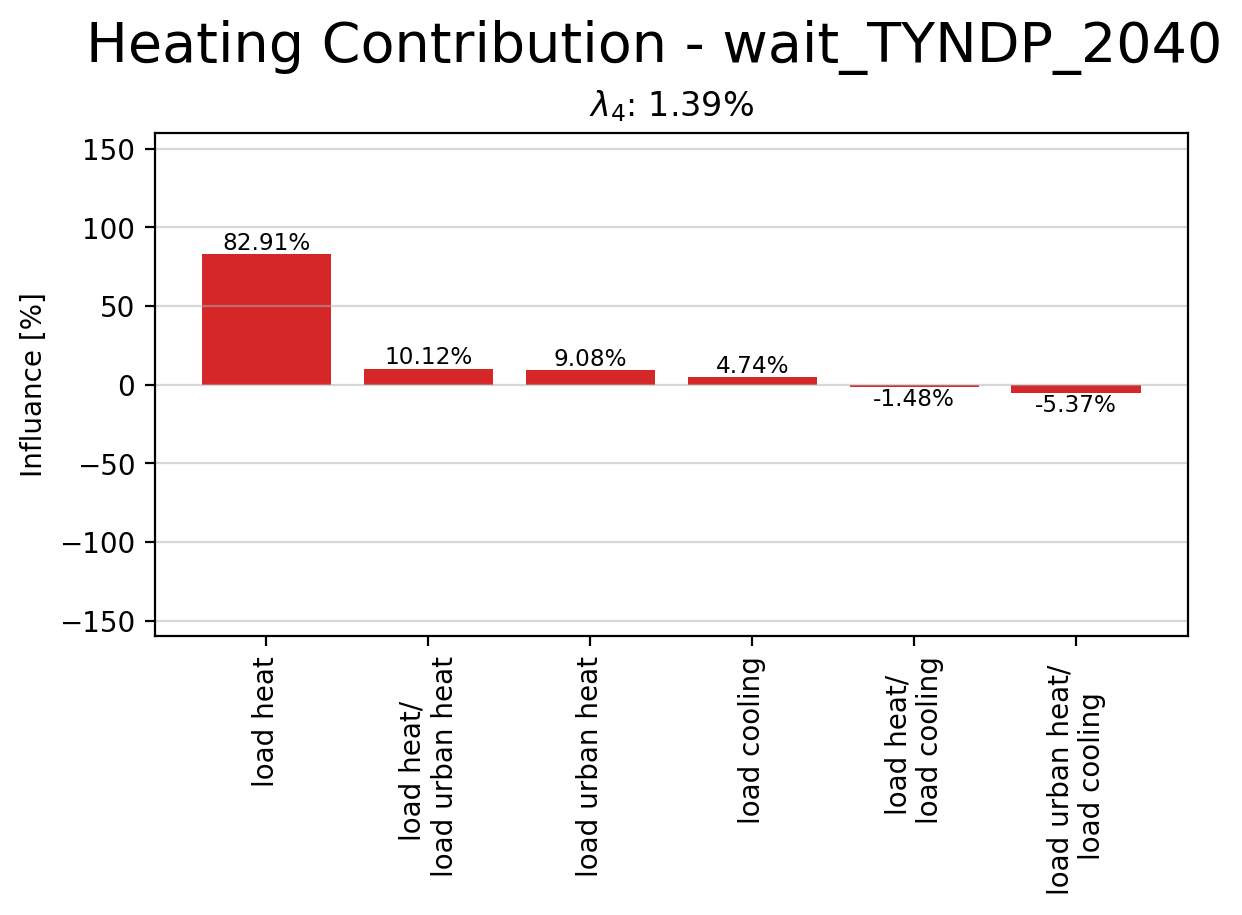 Heating Contribution - wait_TYNDP_2040
λ4: 1.39%
Influance [%]
150
100
50
0
−50
−100
−150
82.91%
10.12%
9.08%
4.74%
-1.48%
-5.37%
load heat
load heat/
load urban heat
load urban heat
load cooling
load heat/
load cooling
load urban heat/
load cooling